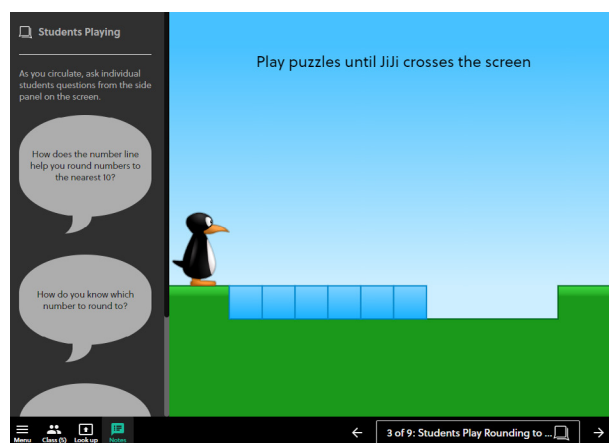 Students Playing
As you circulate, ask individual
students questions from the side
panel on the screen.
How does the number line
help you round numbers to
the nearest 10?
How do you know which
number to round to?
Play puzzles until JiJi crosses the screen
Menu
Class (5)
Look up
Notes
3 of 9: Students Play Rounding to ...